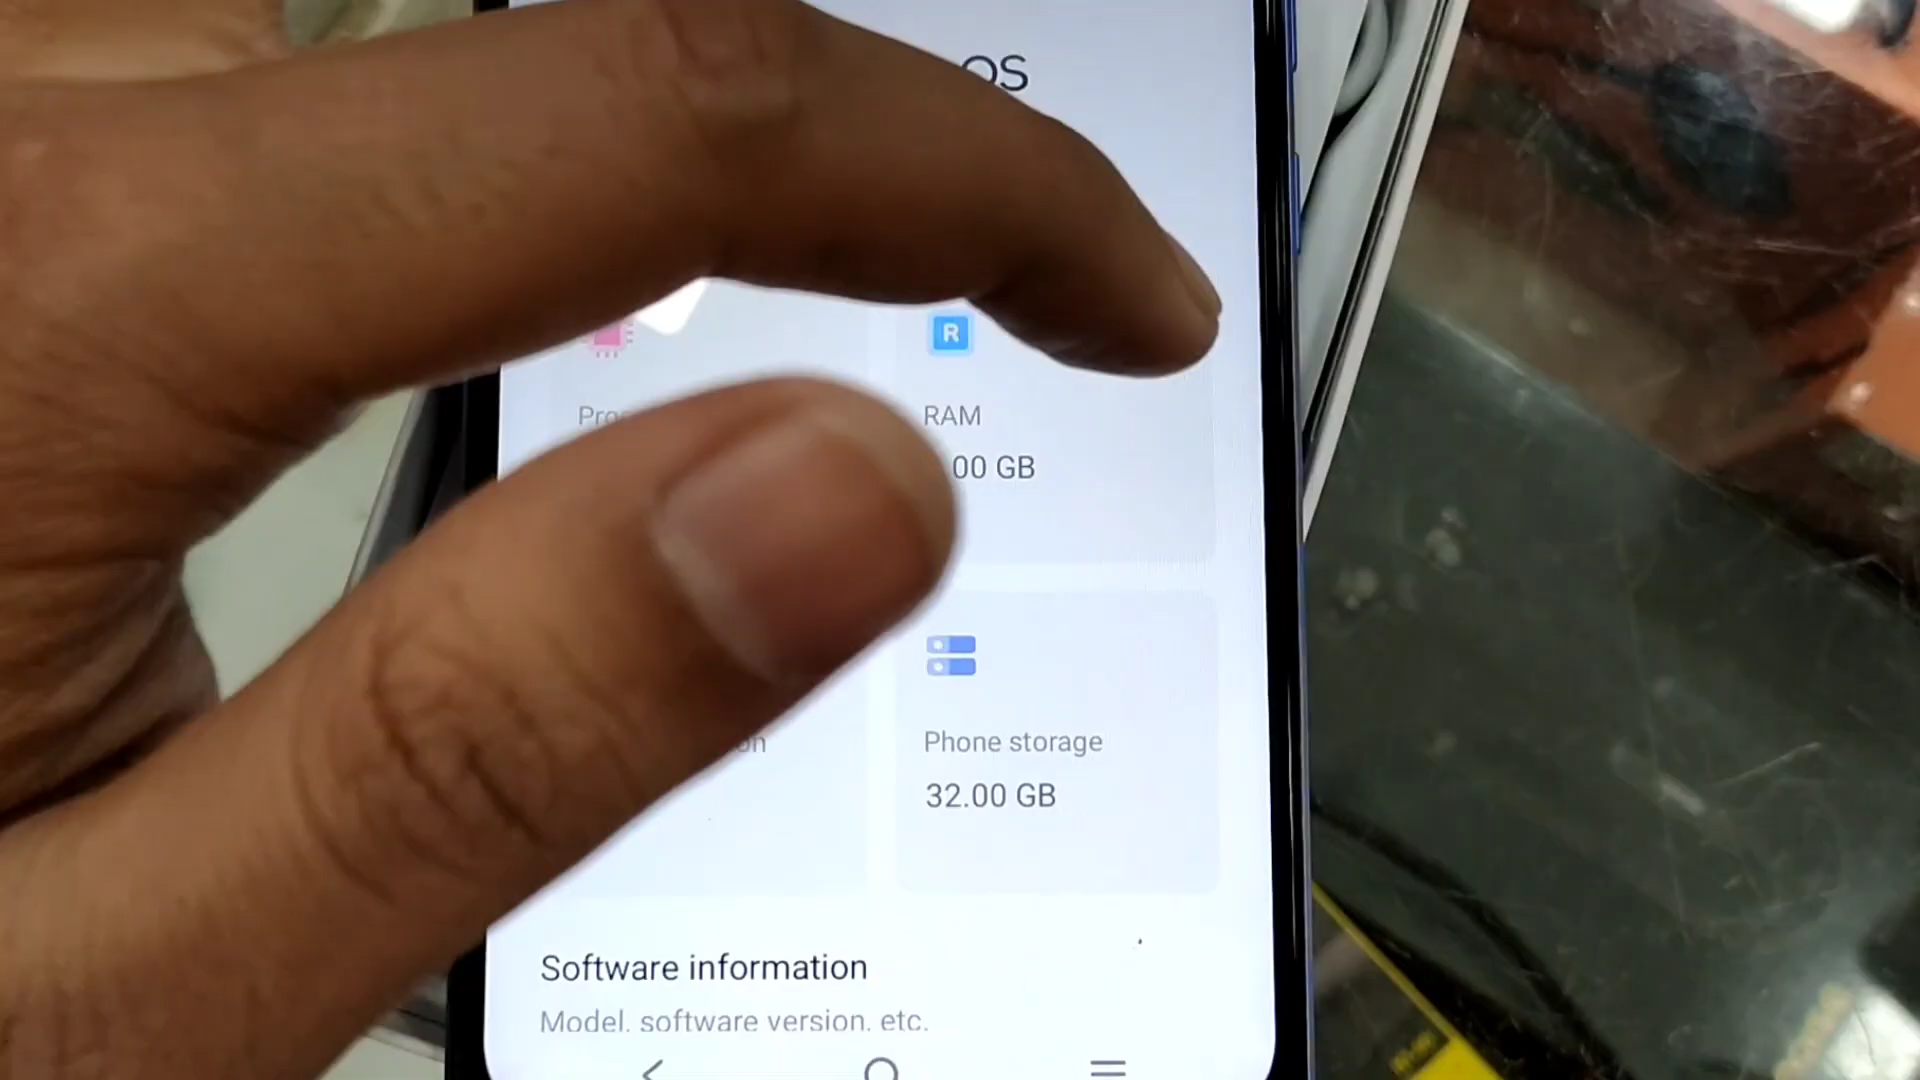 OS
R
RAM
.00 GB
Phone storage
32.00 GB
Software information
Model, software version, etc.